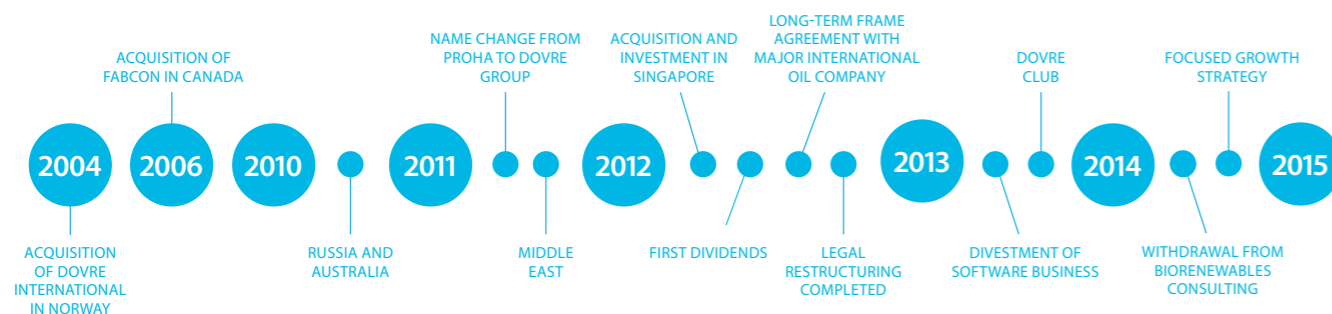 LONG-TERM FRAME
AGREEMENT WITH
MAJOR INTERNATIONAL
OIL COMPANY
NAME CHANGE FROM
PROHA TO DOVRE
GROUP
ACQUISITION AND
INVESTMENT IN
SINGAPORE
ACQUISITION OF
FABCON IN CANADA
DOVRE
CLUB
FOCUSED GROWTH
STRATEGY
2004
2006
2010
2011
2012
2013
2014
2015
ACQUISITION
OF DOVRE
INTERNATIONAL
IN NORWAY
RUSSIA AND
AUSTRALIA
MIDDLE
EAST
FIRST DIVIDENDS
LEGAL
RESTRUCTURING
COMPLETED
DIVESTMENT OF
SOFTWARE BUSINESS
WITHDRAWAL FROM
BIORENEWABLES
CONSULTING